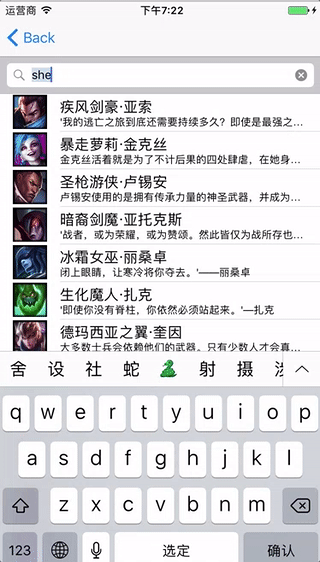 运营商 下午7:22
Back
she
疾风剑豪·亚索
'我的逃亡之旅到底还需要持续多久？即使是最强之…
暴走萝莉·金克丝
金克丝活着就是为了不计后果的四处肆虐，在她身…
圣枪游侠·卢锡安
卢锡安使用的是拥有传承力量的神圣武器，并成为…
暗裔剑魔·亚托克斯
'战者，或为荣耀，或为赞颂。然此皆仅为战所存也…
冰霜女巫·丽桑卓
闭上眼睛，让寒冷将你夺去。'——丽桑卓
生化魔人·扎克
'即使你没有脊柱，你依然必须站起来。'—扎克
德玛西亚之翼·奎因
大多数士兵会依赖他们的武器。只有少数人才会真…
舍 设 社 蛇 🐍 射 摄
q w e r t y u i o p
a s d f g h j k l
z x c v b n m
123 选定 确认